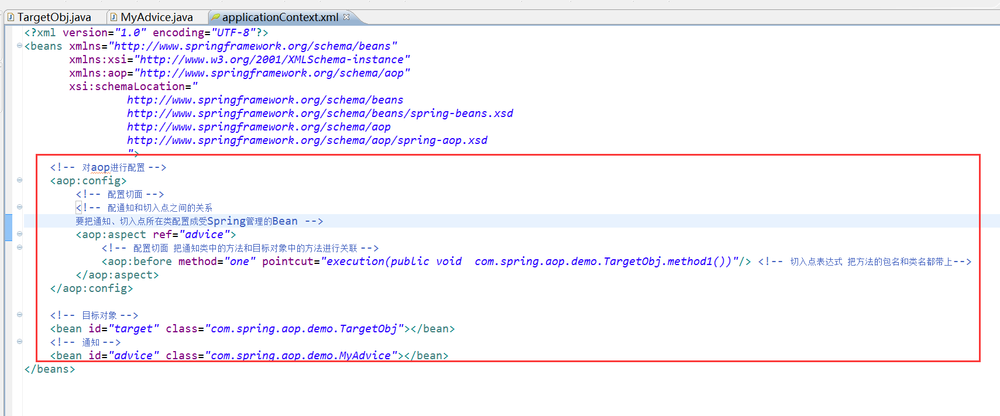 TargetObj.java MyAdvice.java applicationContext.xml
<?xml version="1.0" encoding="UTF-8"?>
<beans xmlns="http://www.springframework.org/schema/beans"
xmlns:xsi="http://www.w3.org/2001/XMLSchema-instance"
xmlns:aop="http://www.springframework.org/schema/aop"
xsi:schemaLocation="
http://www.springframework.org/schema/beans
http://www.springframework.org/schema/beans/spring-beans.xsd
http://www.springframework.org/schema/aop
http://www.springframework.org/schema/aop/spring-aop.xsd
">
<!-- 对aop进行配置 -->
<aop:config>
<!-- 配置切面 -->
<!-- 配通知和切入点之间的关系
要把通知、切入点所在类配置成受Spring管理的Bean -->
<aop:aspect ref="advice">
<!-- 配置切面 把通知类中的方法和目标对象中的方法进行关联 -->
<aop:before method="one" pointcut="execution(public void  com.spring.aop.demo.TargetObj.method1())"/> <!-- 切入点表达式 把方法的包名和类名都带上-->
</aop:aspect>
</aop:config>
<!-- 目标对象 -->
<bean id="target" class="com.spring.aop.demo.TargetObj"></bean>
<!-- 通知 -->
<bean id="advice" class="com.spring.aop.demo.MyAdvice"></bean>
</beans>